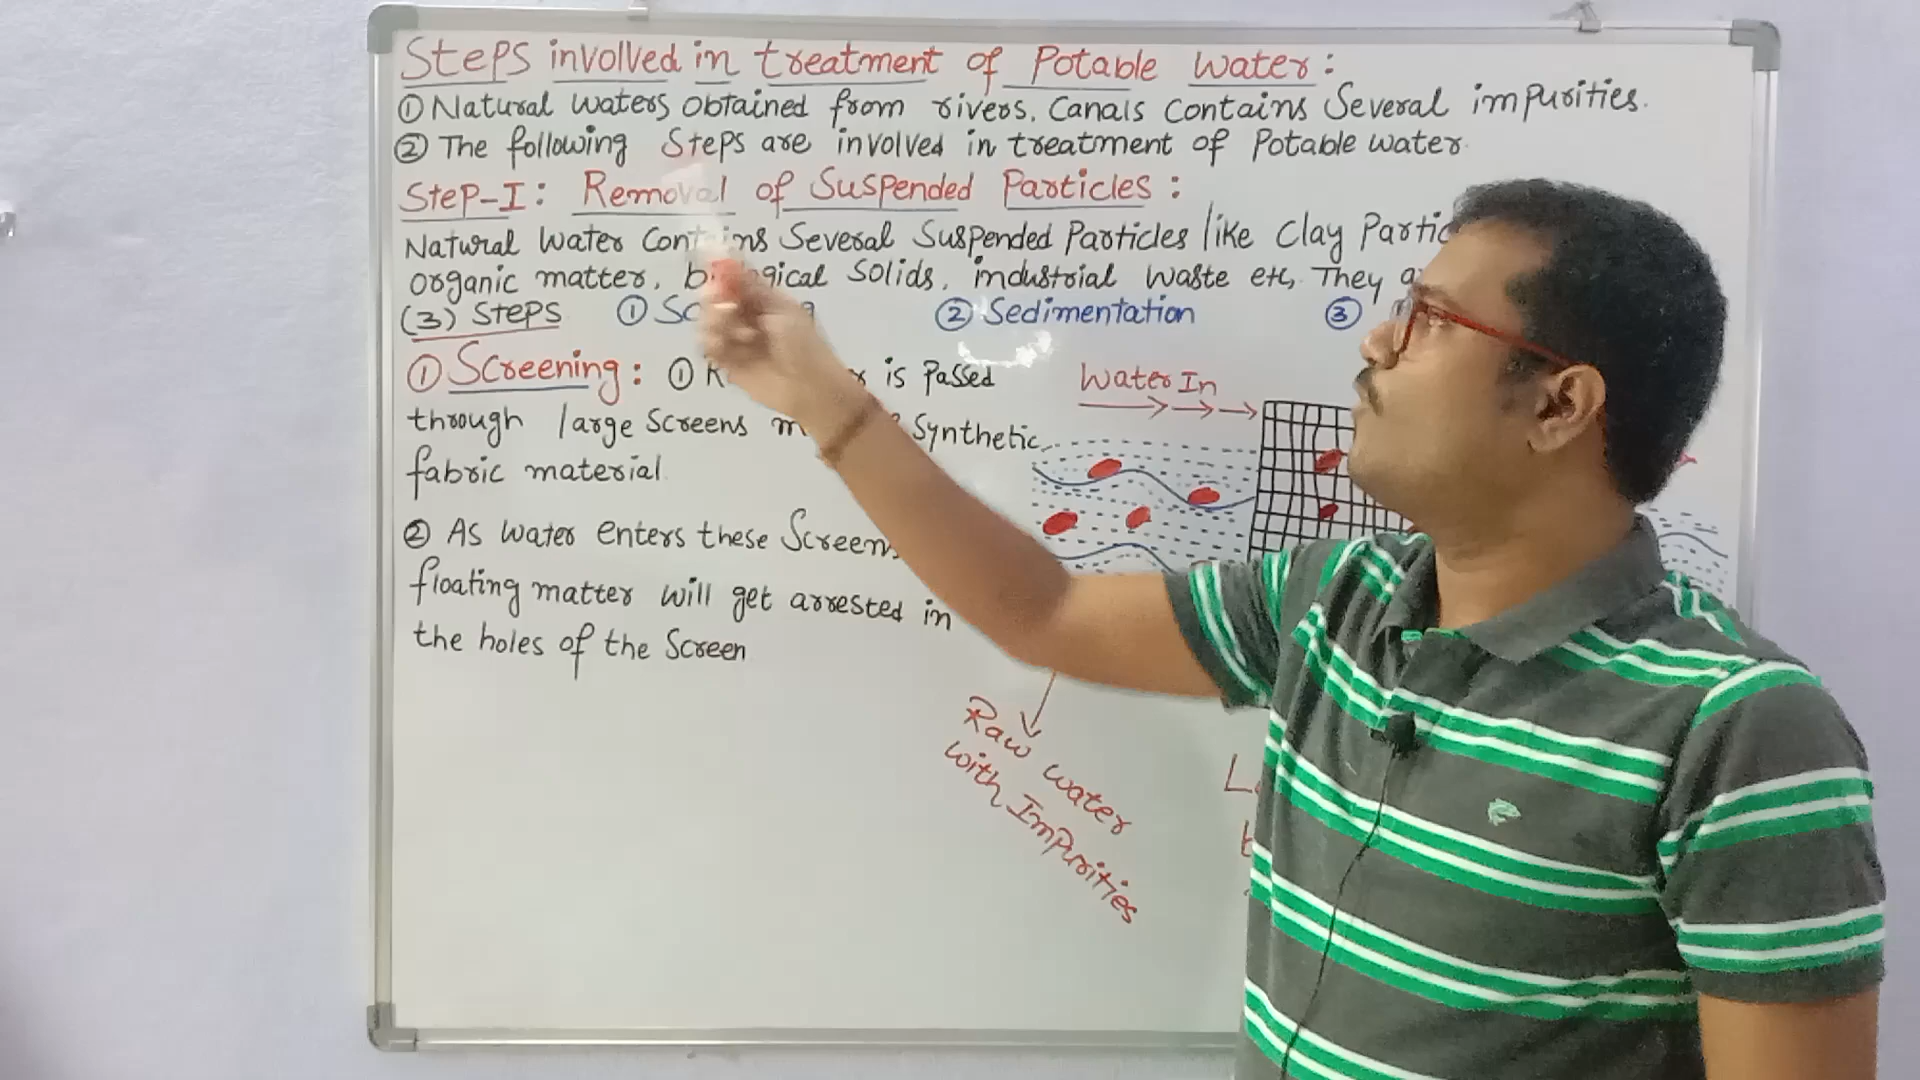 Steps involved in treatment of Potable Water:
① Natural Waters obtained from rivers, Canals Contains Several impurities.
② The following Steps are involved in treatment of Potable water.
Step-I: Removal of Suspended Particles:
Natural Water Contains Several Suspended Particles like Clay
organic matter, biological Solids, industrial waste etc, They
(3) Steps ① ② Sedimentation ③
① Screening: ① is Passed
through large Screens Synthetic
fabric material
② As water enters these Screens
floating matter will get arrested in
the holes of the Screen
Water In
Raw water
with Impurities